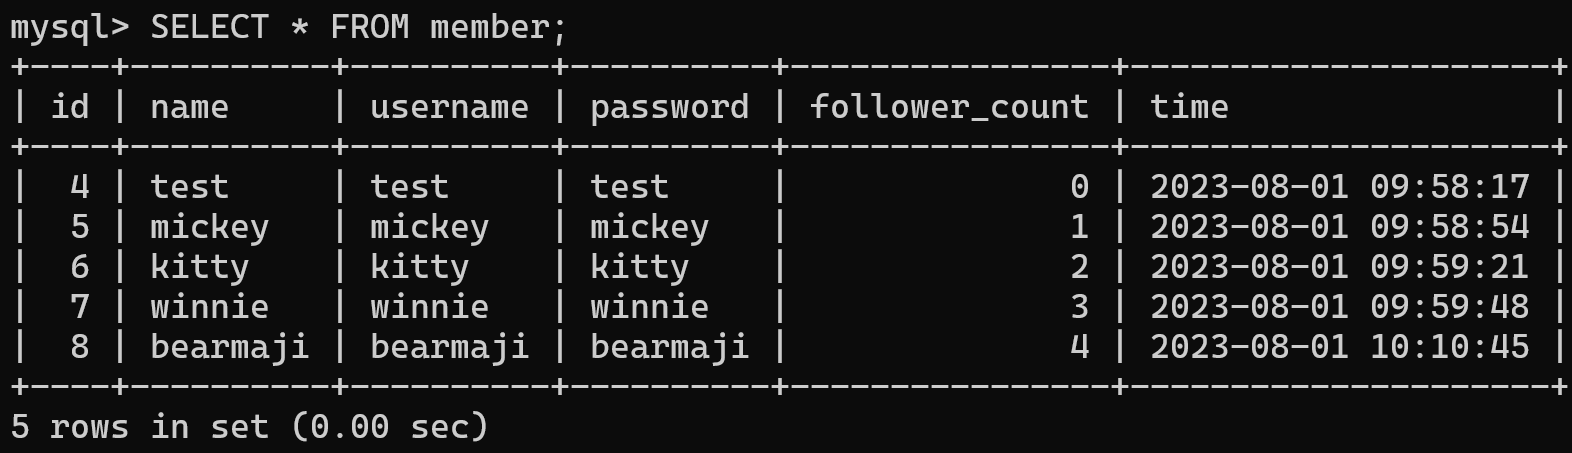 mysql> SELECT * FROM member;
+----+----------+----------+----------+----------------+---------------------+
| id | name     | username | password | follower_count | time                |
+----+----------+----------+----------+----------------+---------------------+
|  4 | test     | test     | test     |              0 | 2023-08-01 09:58:17 |
|  5 | mickey   | mickey   | mickey   |              1 | 2023-08-01 09:58:54 |
|  6 | kitty    | kitty    | kitty    |              2 | 2023-08-01 09:59:21 |
|  7 | winnie   | winnie   | winnie   |              3 | 2023-08-01 09:59:48 |
|  8 | bearmaji | bearmaji | bearmaji |              4 | 2023-08-01 10:10:45 |
+----+----------+----------+----------+----------------+---------------------+
5 rows in set (0.00 sec)